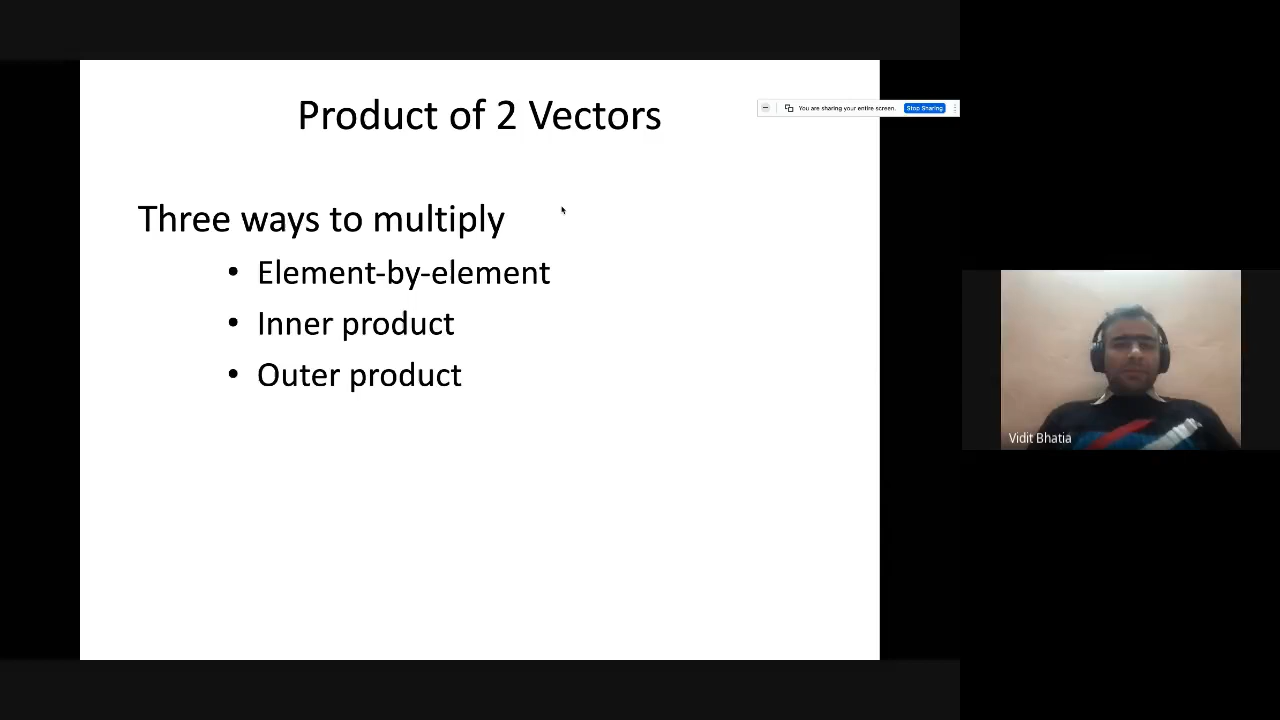 Product of 2 Vectors
You are sharing your entire screen.
Stop Sharing
Three ways to multiply
• Element-by-element
• Inner product
• Outer product
Vidit Bhatia